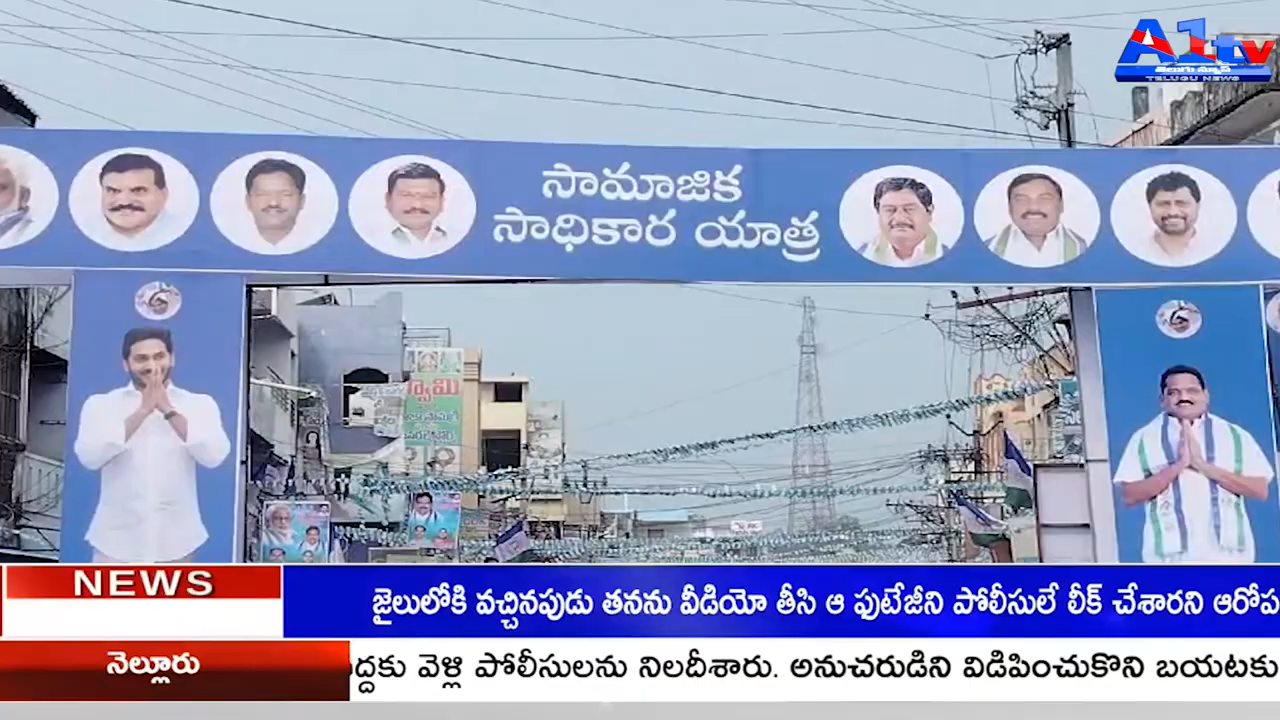 A1tv
తెలుగు న్యూస్
TELUGU NEWS
సామాజిక
సాధికార యాత్ర
స్వామి
NEWS
జైలులోకి వచ్చినపుడు తనను వీడియో తీసి ఆ ఫుటేజీని పోలీసులే లీక్ చేశారని ఆరోప
నెల్లూరు
ద్దకు వెళ్లి పోలీసులను నిలదీశారు. అనుచరుడిని విడిపించుకొని బయటకు